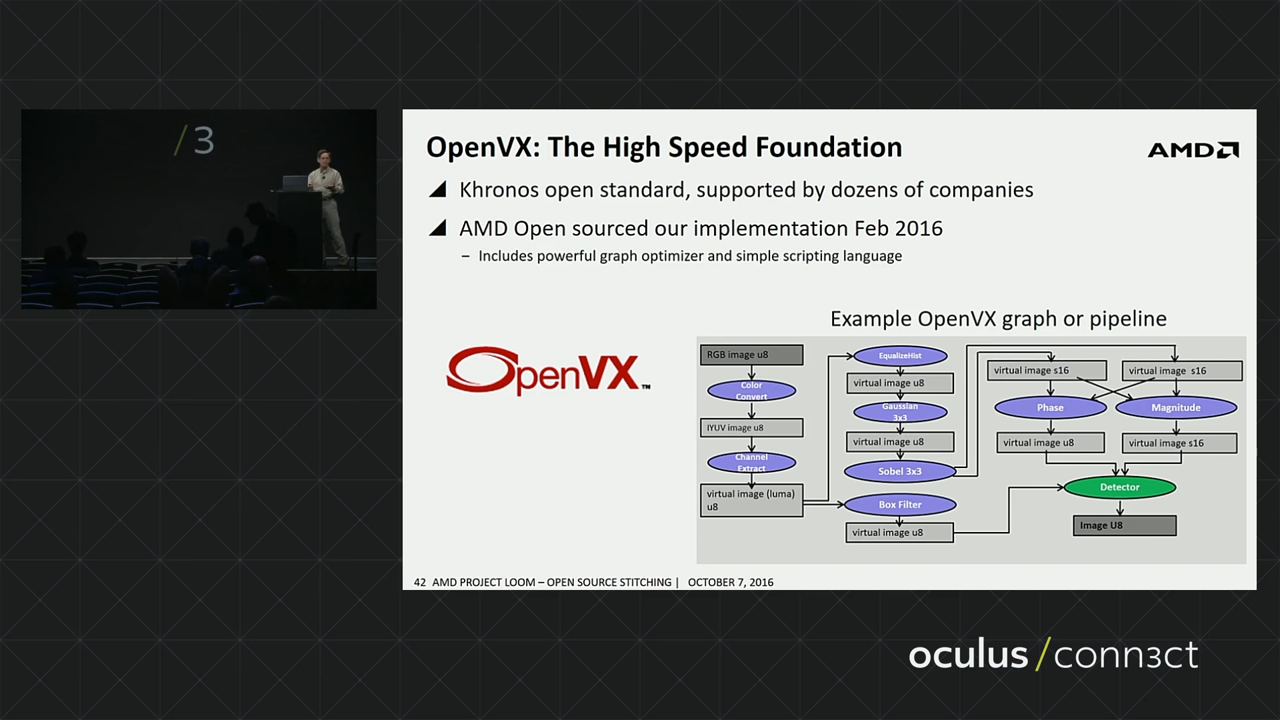 /3
OpenVX: The High Speed Foundation
AMD
Khronos open standard, supported by dozens of companies
AMD Open sourced our implementation Feb 2016
– Includes powerful graph optimizer and simple scripting language
Example OpenVX graph or pipeline
OpenVX™
RGB image u8
Color
Convert
IYUV image u8
Channel
Extract
virtual image (luma)
u8
EqualizeHist
virtual image u8
Gaussian
3x3
virtual image u8
Sobel 3x3
Box Filter
virtual image u8
virtual image s16
virtual image s16
Phase
Magnitude
virtual image u8
virtual image s16
Detector
Image U8
42 AMD PROJECT LOOM – OPEN SOURCE STITCHING | OCTOBER 7, 2016
oculus/conn3ct